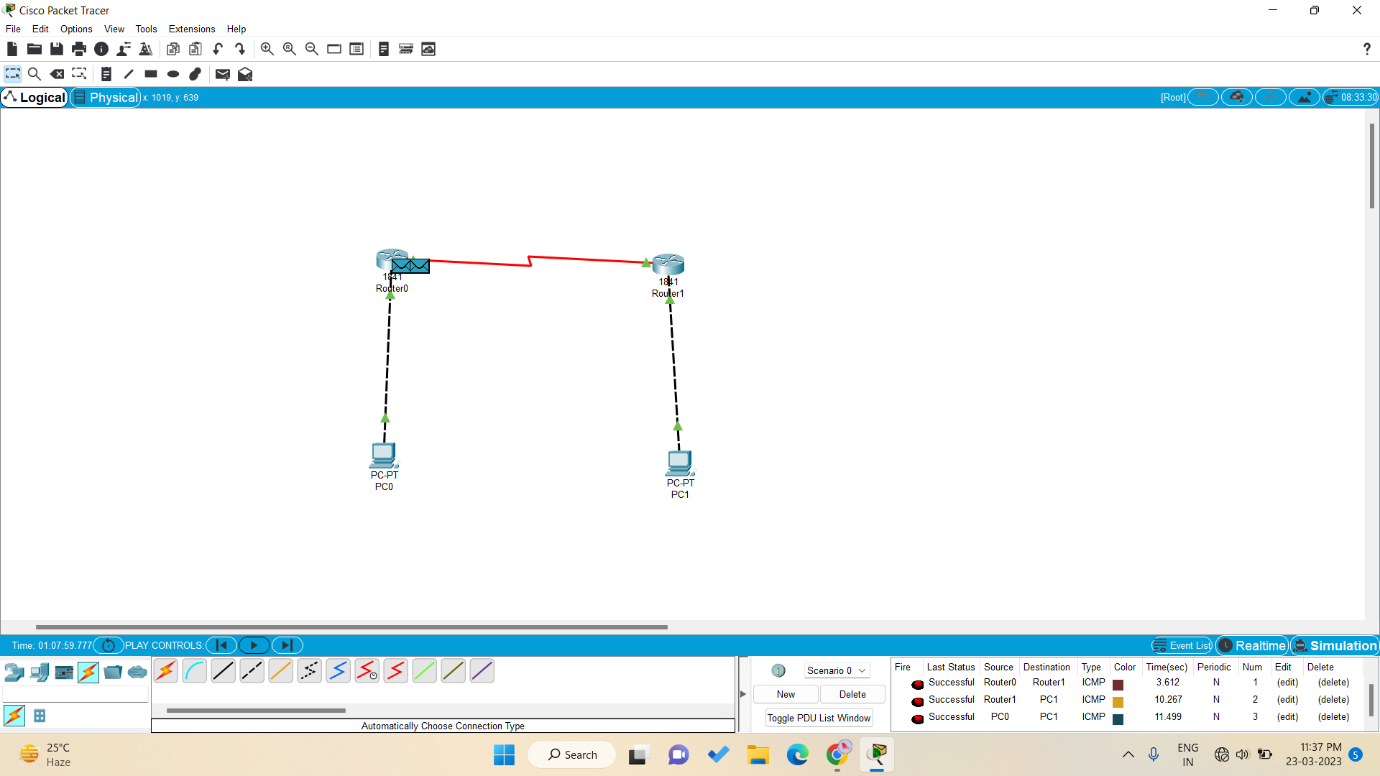 Cisco Packet Tracer
File Edit Options View Tools Extensions Help
?
Logical Physical x: 1019, y: 639 [Root] 08:33:30
1841
Router0
1841
Router1
PC-PT
PC0
PC-PT
PC1
Time: 01:07:59.777 PLAY CONTROLS: Event List Realtime Simulation
Scenario 0
New Delete
Toggle PDU List Window
Fire Last Status Source Destination Type Color Time(sec) Periodic Num Edit Delete
Successful Router0 Router1 ICMP 3.612 N 1 (edit) (delete)
Successful Router1 PC1 ICMP 10.267 N 2 (edit) (delete)
Successful PC0 PC1 ICMP 11.499 N 3 (edit) (delete)
Automatically Choose Connection Type
25°C
Haze
Search
ENG
IN
11:37 PM
23-03-2023
5